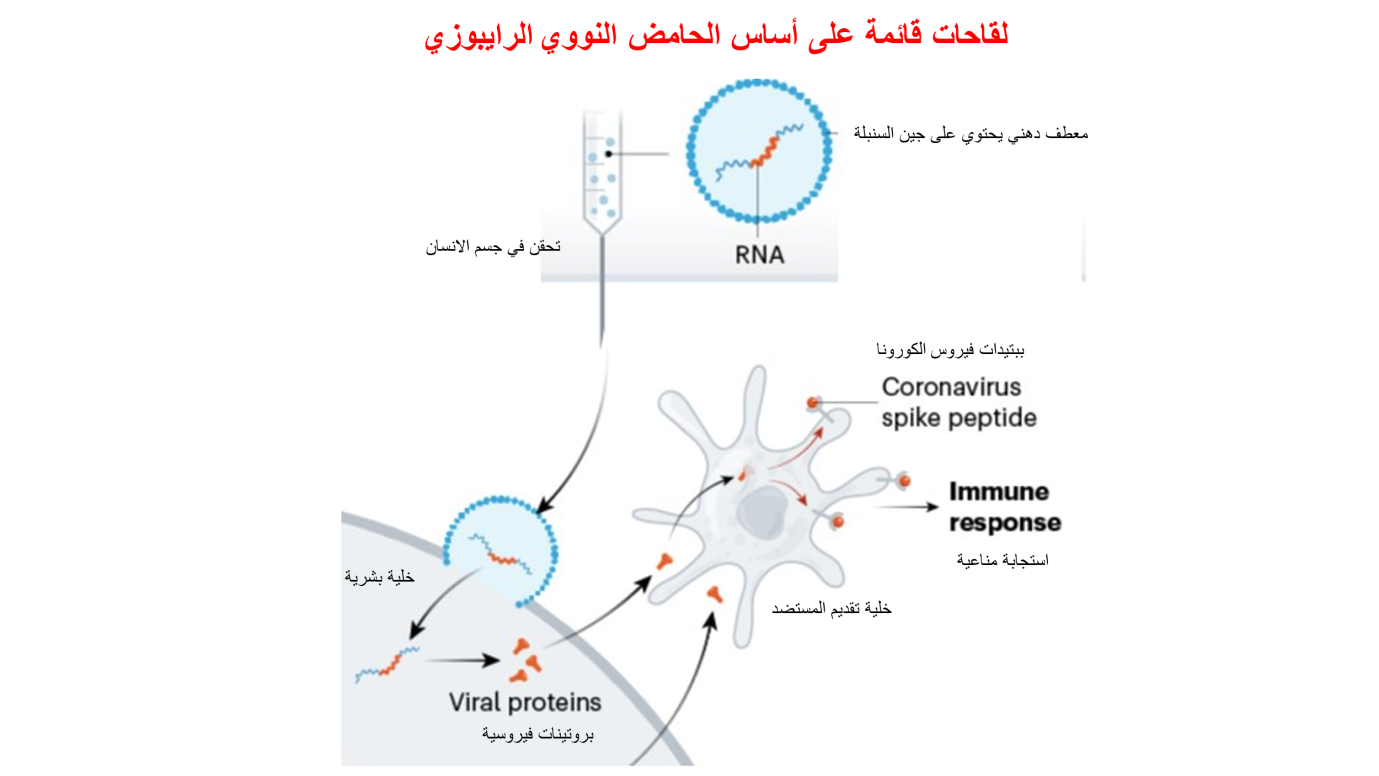 لقاحات قائمة على أساس الحامض النووي الرايبوزي
معطف دهني يحتوي على جين السنبلة
RNA
تحقن في جسم الانسان
ببتيدات فيروس الكورونا
Coronavirus
spike peptide
Immune
response
استجابة مناعية
خلية بشرية
خلية تقديم المستضد
Viral proteins
بروتينات فيروسية